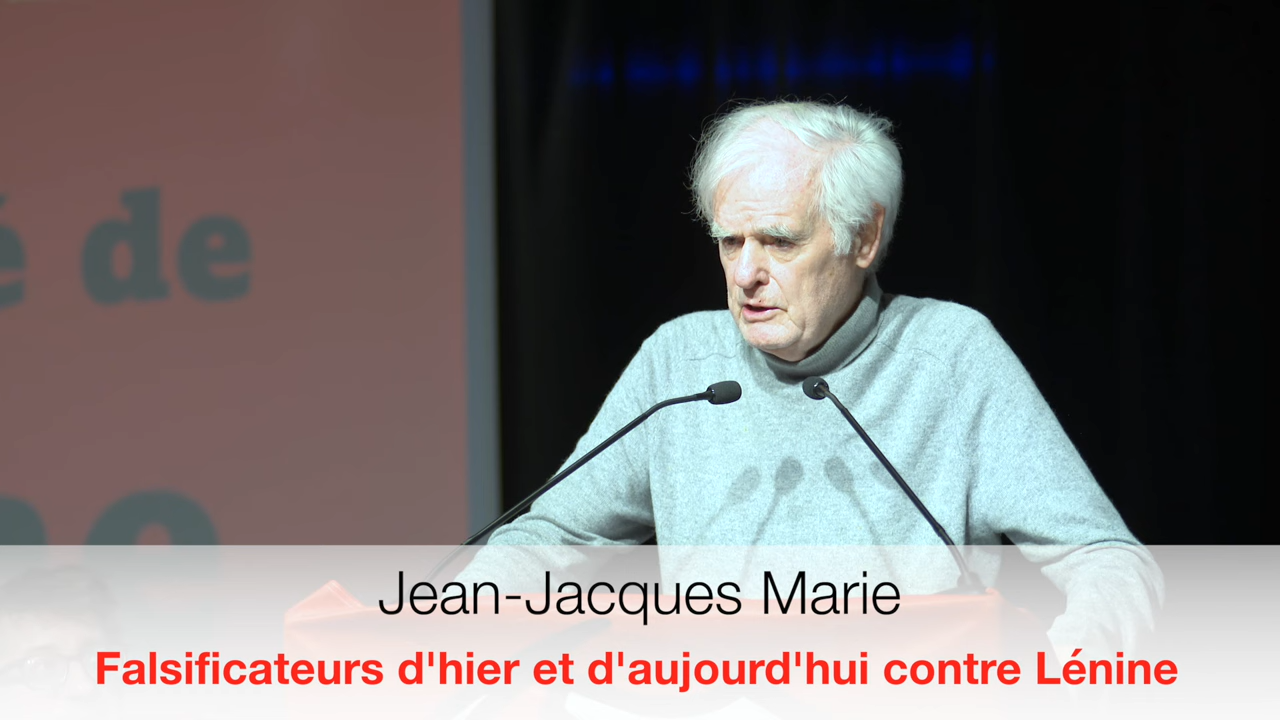 é de
Jean-Jacques Marie
Falsificateurs d'hier et d'aujourd'hui contre Lénine